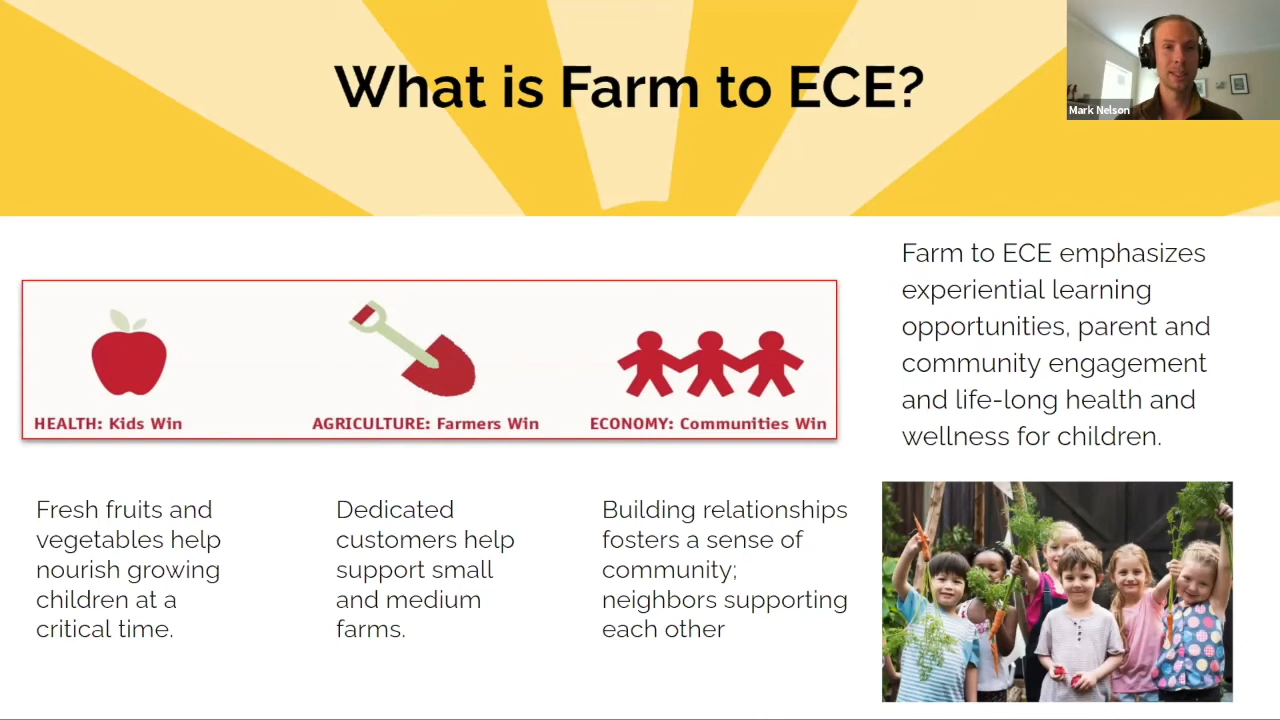 What is Farm to ECE?
Mark Nelson
Farm to ECE emphasizes
experiential learning
opportunities, parent and
community engagement
and life-long health and
wellness for children.
HEALTH: Kids Win
AGRICULTURE: Farmers Win
ECONOMY: Communities Win
Fresh fruits and
vegetables help
nourish growing
children at a
critical time.
Dedicated
customers help
support small
and medium
farms.
Building relationships
fosters a sense of
community;
neighbors supporting
each other